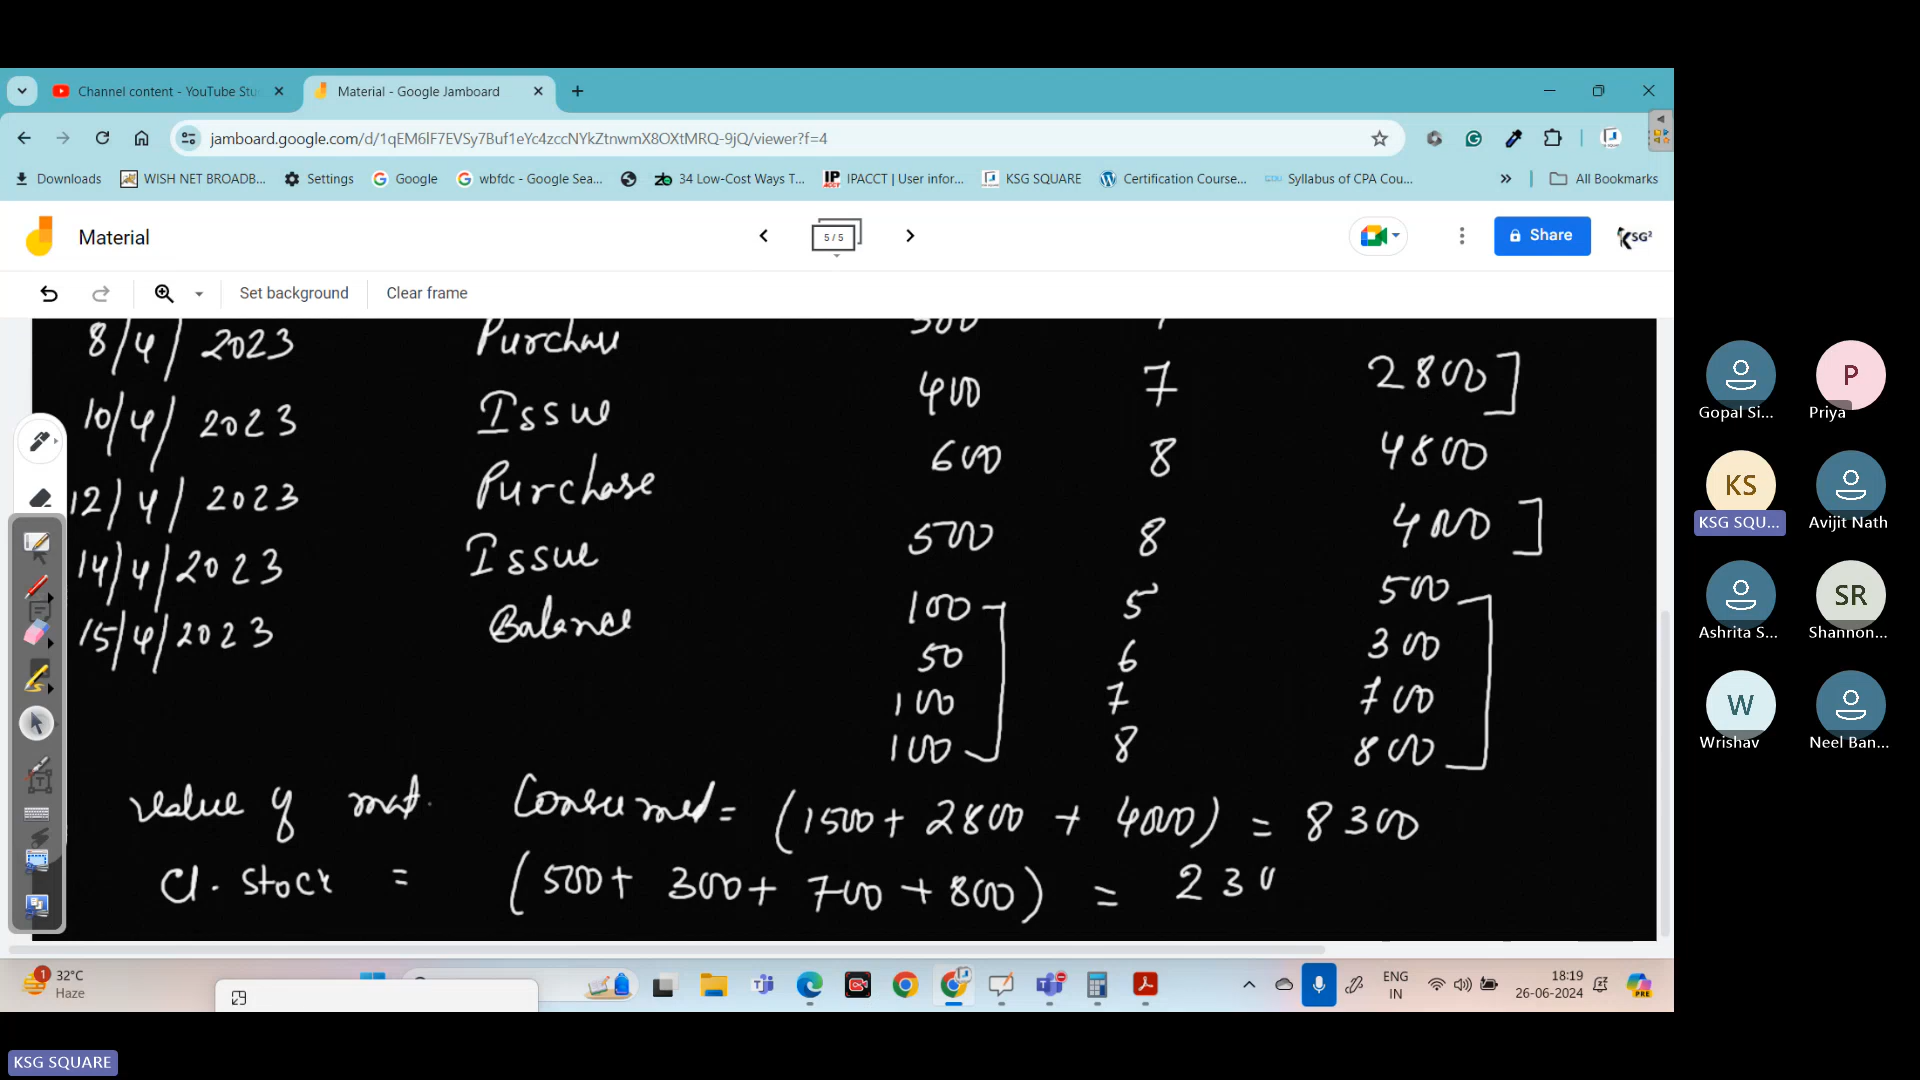 Channel content - YouTube Stu
Material - Google Jamboard
jamboard.google.com/d/1qEM6lF7EVSy7Buf1eYc4zccNYkZtnwmX8OXtMRQ-9jQ/viewer?f=4
Downloads WISH NET BROADB... Settings Google wbfdc - Google Sea... 34 Low-Cost Ways T... IPACCT | User infor... KSG SQUARE Certification Course... Syllabus of CPA Cou... » All Bookmarks
Material 5 / 5 Share KSG²
Set background Clear frame
8/4/2023 Purchase
10/4/2023 Issue 400 7 2800]
12/4/2023 Purchase 600 8 4800
14/4/2023 Issue 500 8 4000]
15/4/2023 Balance 100 5 500
50 6 300
100 7 700
100 8 800
Value of mat. Consumed = (1500 + 2800 + 4000) = 8300
Cl. Stock = (500 + 300 + 700 + 800) = 230
Gopal Si... P Priya
KS KSG SQU... Avijit Nath
Ashrita S... SR Shannon...
W Wrishav Neel Ban...
1 32°C
Haze
ENG
IN
18:19
26-06-2024
PRE
KSG SQUARE